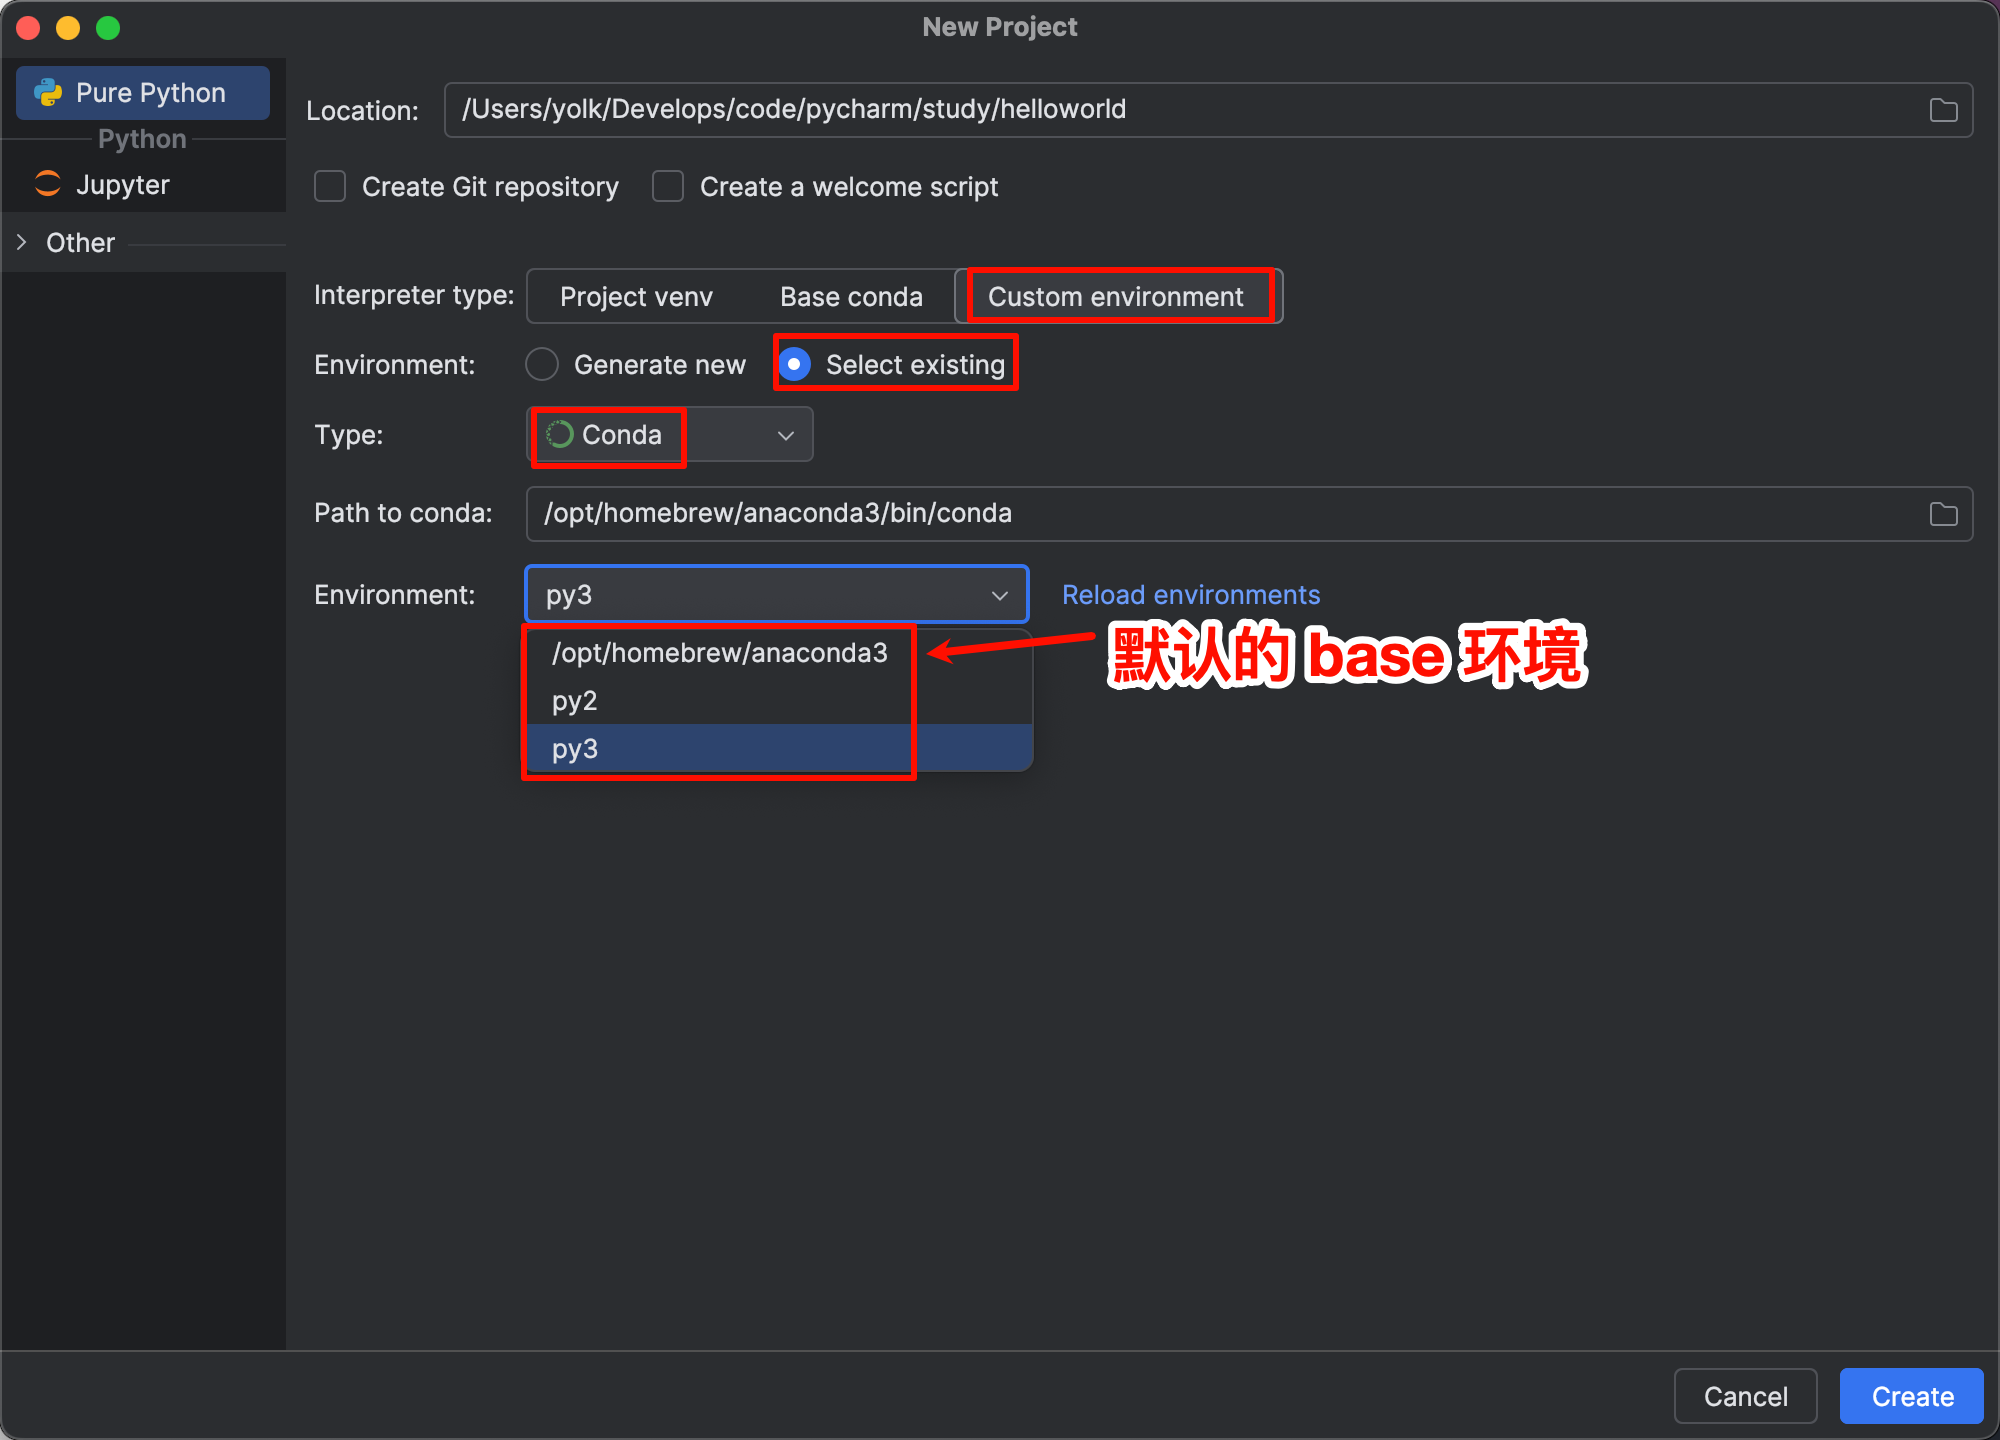 New Project
Pure Python
Python
Jupyter
Other
Location: /Users/yolk/Develops/code/pycharm/study/helloworld
Create Git repository Create a welcome script
Interpreter type: Project venv Base conda Custom environment
Environment: Generate new Select existing
Type: Conda
Path to conda: /opt/homebrew/anaconda3/bin/conda
Environment: py3 Reload environments
/opt/homebrew/anaconda3 默认的 base 环境
py2
py3
Cancel Create